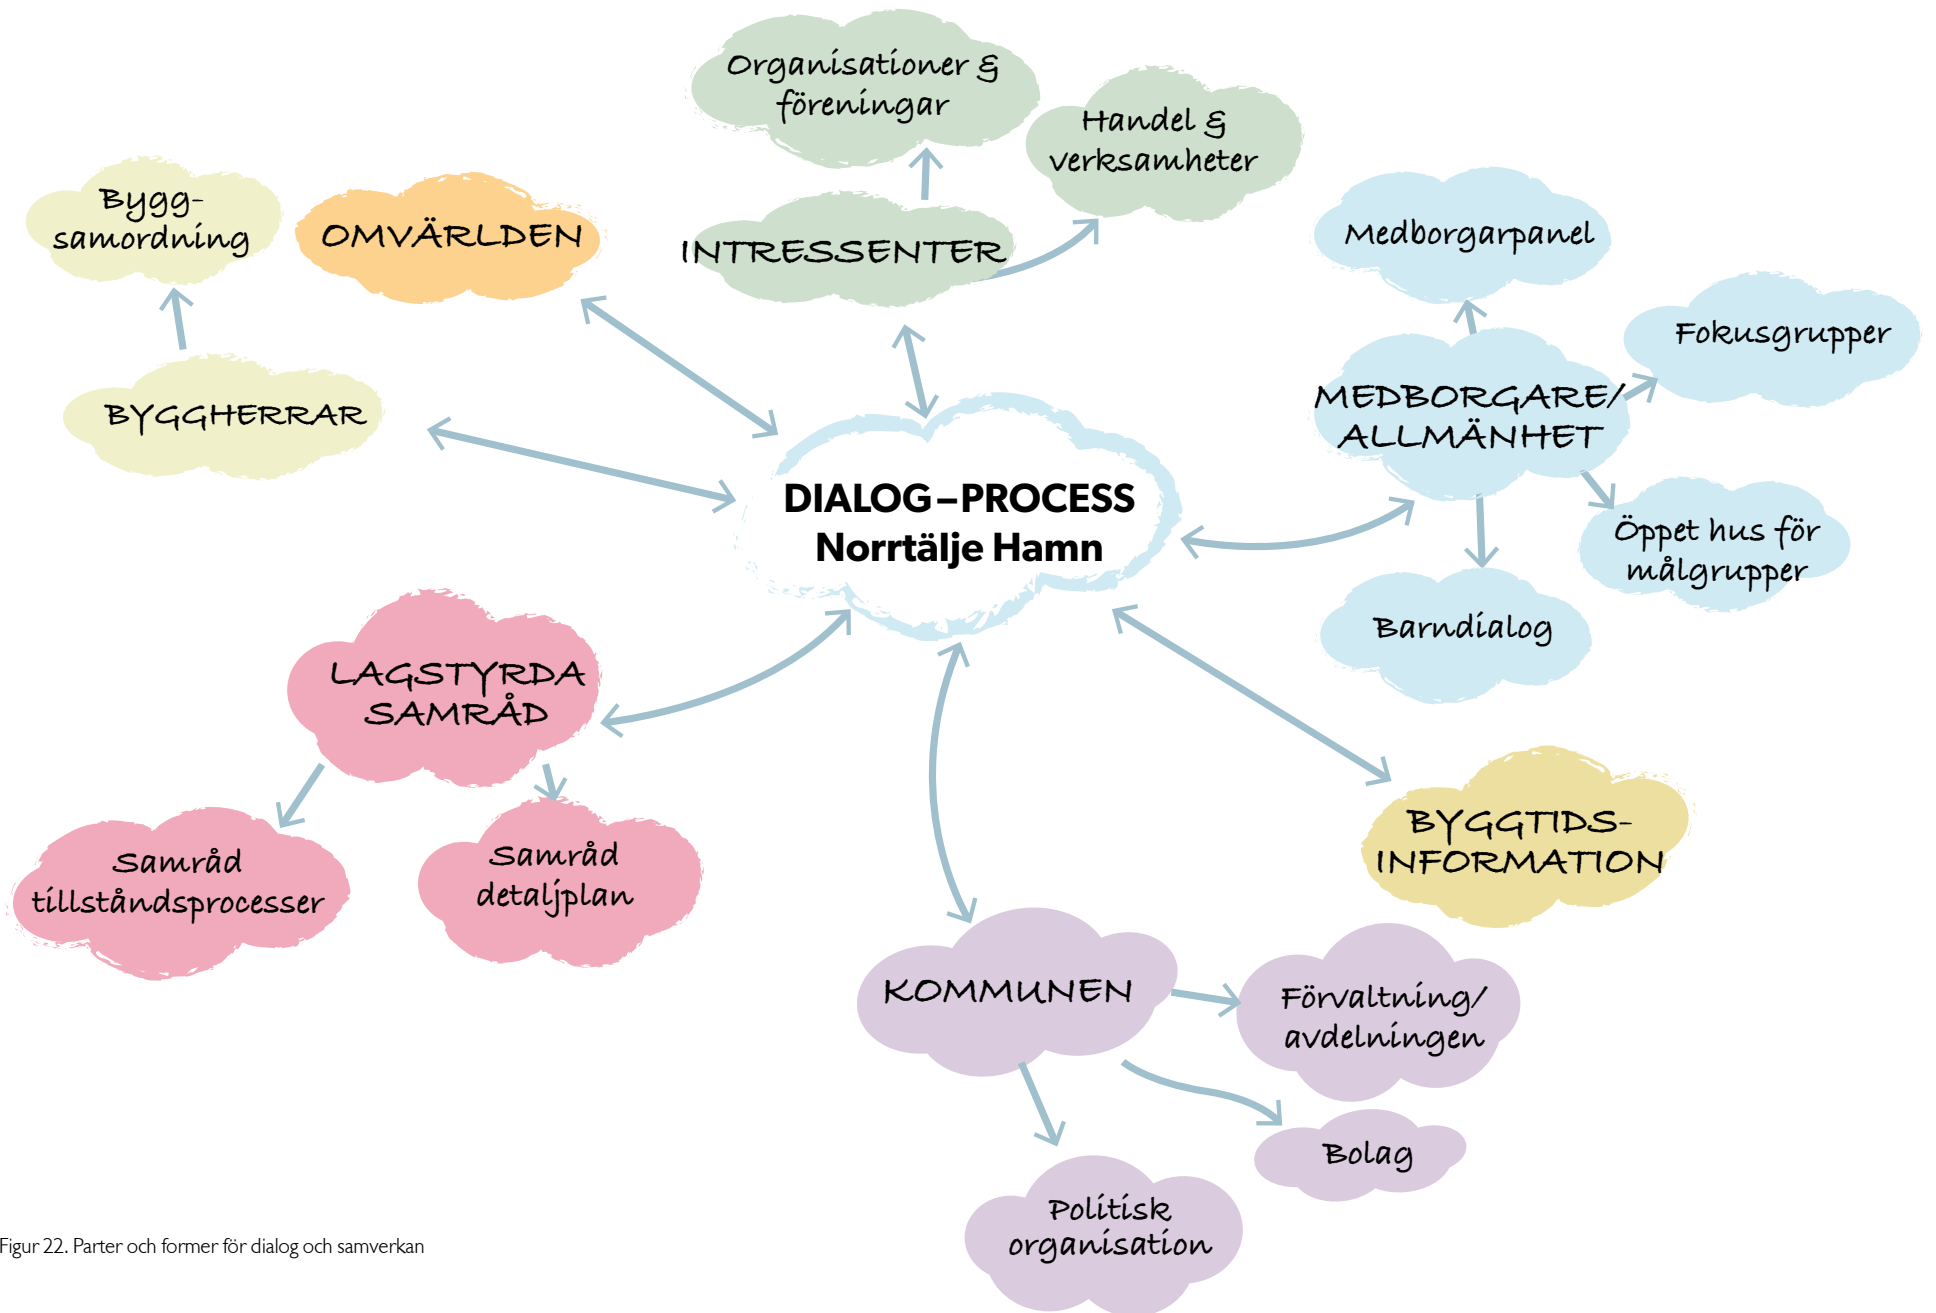 Organisationer &
föreningar
Handel &
verksamheter
Bygg-
samordning
OMVÄRLDEN
INTRESSENTER
Medborgarpanel
Fokusgrupper
BYGGHERRAR
MEDBORGARE/
ALLMÄNHET
DIALOG–PROCESS
Norrtälje Hamn
Öppet hus för
målgrupper
Barndialog
LAGSTYRDA
SAMRÅD
BYGGTIDS-
INFORMATION
Samråd
tillståndsprocesser
Samråd
detaljplan
KOMMUNEN
Förvaltning/
avdelningen
Bolag
Politisk
organisation
Figur 22. Parter och former för dialog och samverkan